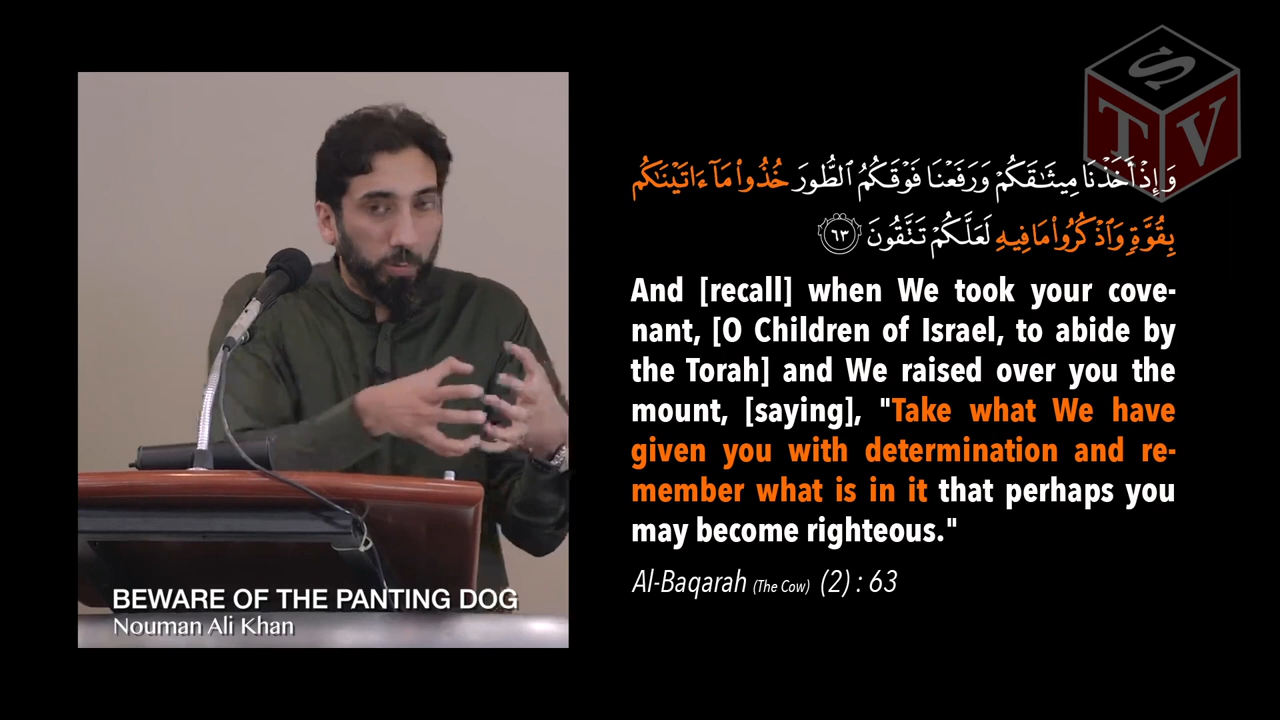 S
T V
وَإِذْ أَخَذْنَا مِيثَٰقَكُمْ وَرَفَعْنَا فَوْقَكُمُ ٱلطُّورَ خُذُوا۟ مَآ ءَاتَيْنَٰكُم
بِقُوَّةٍ وَٱذْكُرُوا۟ مَا فِيهِ لَعَلَّكُمْ تَتَّقُونَ ٦٣
And [recall] when We took your cove-
nant, [O Children of Israel, to abide by
the Torah] and We raised over you the
mount, [saying], "Take what We have
given you with determination and re-
member what is in it that perhaps you
may become righteous."
Al-Baqarah (The Cow) (2) : 63
BEWARE OF THE PANTING DOG
Nouman Ali Khan